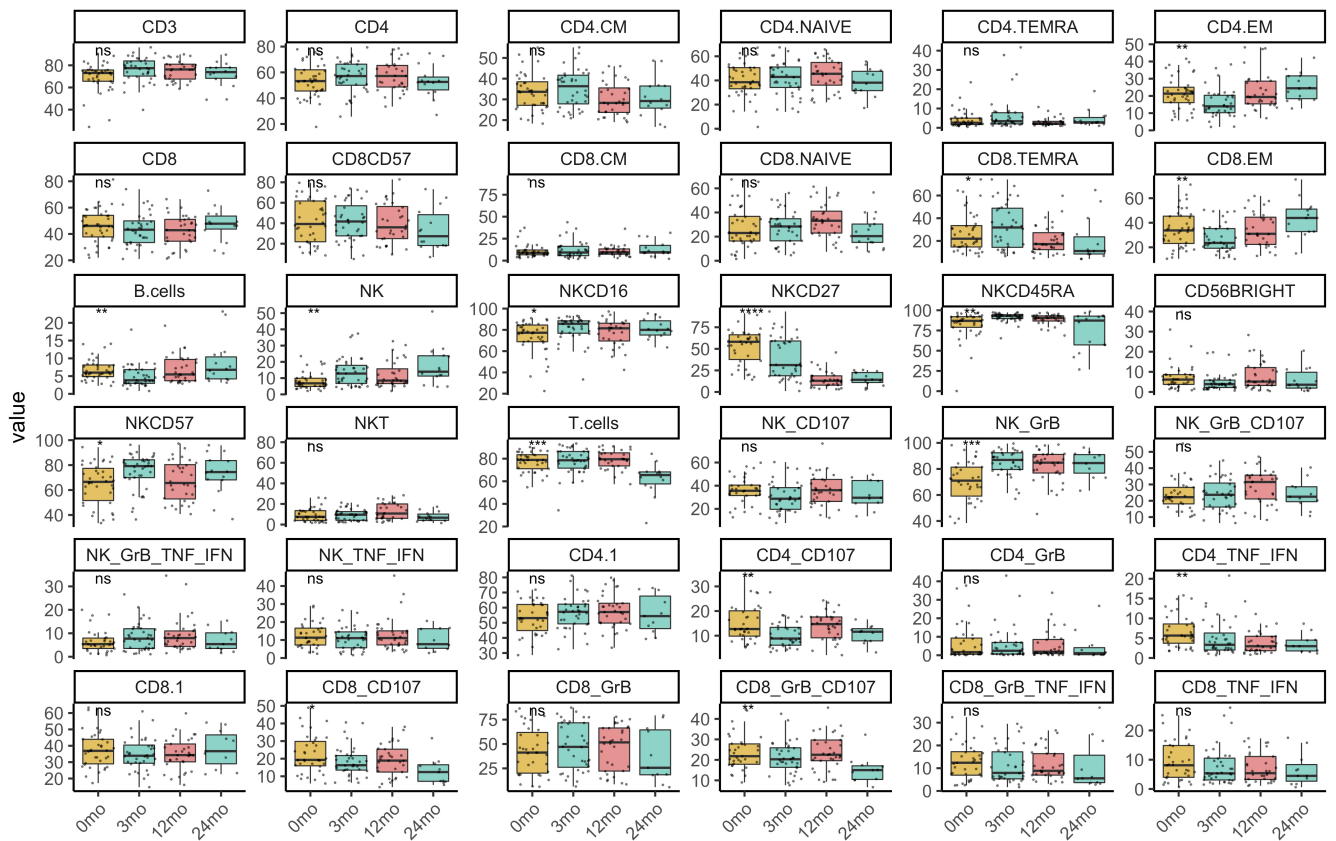 CD3 CD4 CD4.CM CD4.NAIVE CD4.TEMRA CD4.EM
ns ns ns ns ns **
80 60 40
80 60 40 20
50 40 30 20
60 40 20 0
40 30 20 10 0
50 40 30 20 10 0
CD8 CD8CD57 CD8.CM CD8.NAIVE CD8.TEMRA CD8.EM
ns ns ns ns * **
80 60 40 20
80 60 40 20
75 50 25 0
60 40 20 0
60 40 20
60 40 20
B.cells NK NKCD16 NKCD27 NKCD45RA CD56BRIGHT
** ** * **** ** ns
20 15 10 5 0
50 40 30 20 10 0
100 80 60 40 20
75 50 25 0
100 75 50 25 0
40 30 20 10 0
value
NKCD57 NKT T.cells NK_CD107 NK_GrB NK_GrB_CD107
* ns *** ns *** ns
100 80 60 40
80 60 40 20 0
80 60 40 20
60 40 20
100 80 60 40
50 40 30 20 10
NK_GrB_TNF_IFN NK_TNF_IFN CD4.1 CD4_CD107 CD4_GrB CD4_TNF_IFN
ns ns ns ** ns **
30 20 10 0
40 30 20 10 0
80 70 60 50 40 30
30 20 10
40 30 20 10 0
20 15 10 5 0
CD8.1 CD8_CD107 CD8_GrB CD8_GrB_CD107 CD8_GrB_TNF_IFN CD8_TNF_IFN
ns * ns ** ns ns
60 50 40 30 20
50 40 30 20 10
75 50 25
40 30 20 10
30 20 10 0
20 10 0
0mo 3mo 12mo 24mo 0mo 3mo 12mo 24mo 0mo 3mo 12mo 24mo 0mo 3mo 12mo 24mo 0mo 3mo 12mo 24mo 0mo 3mo 12mo 24mo